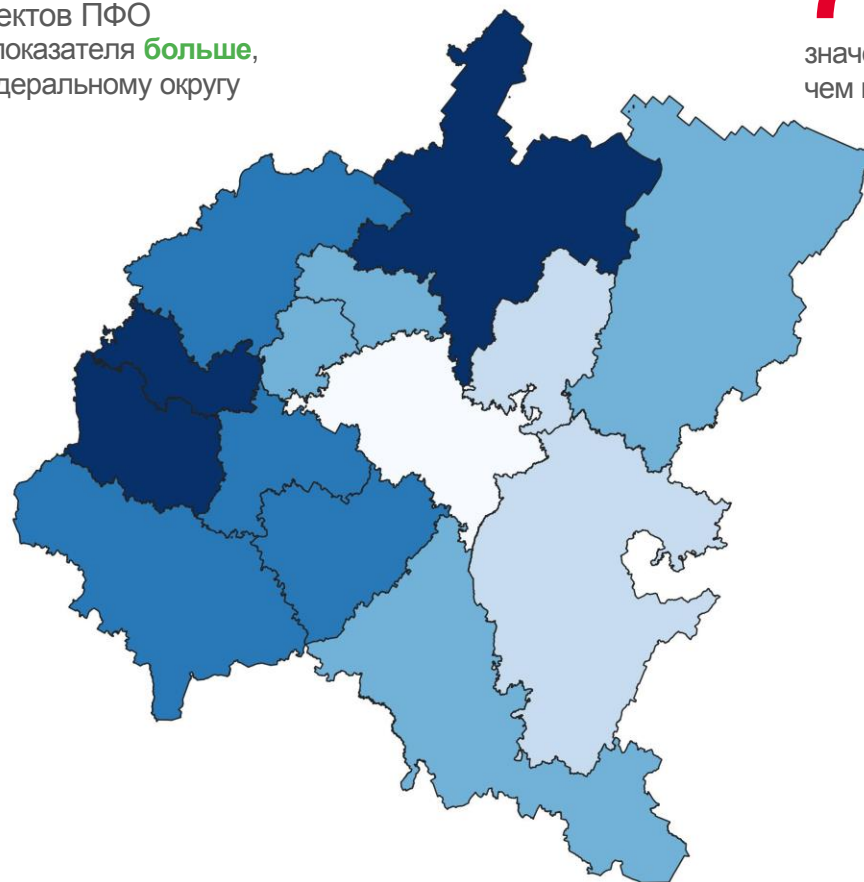 ектов ПФО
показателя больше,
деральному округу
знач
чем